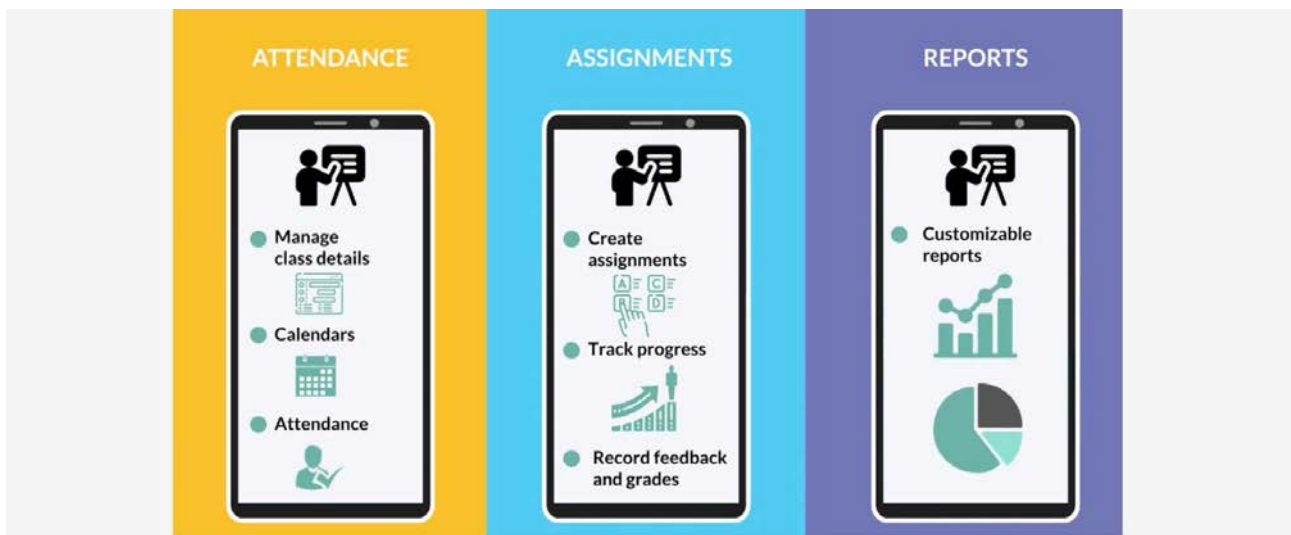 ATTENDANCE
Manage
class details
Calendars
Attendance
ASSIGNMENTS
Create
assignments
A C
B D
Track progress
Record feedback
and grades
REPORTS
Customizable
reports